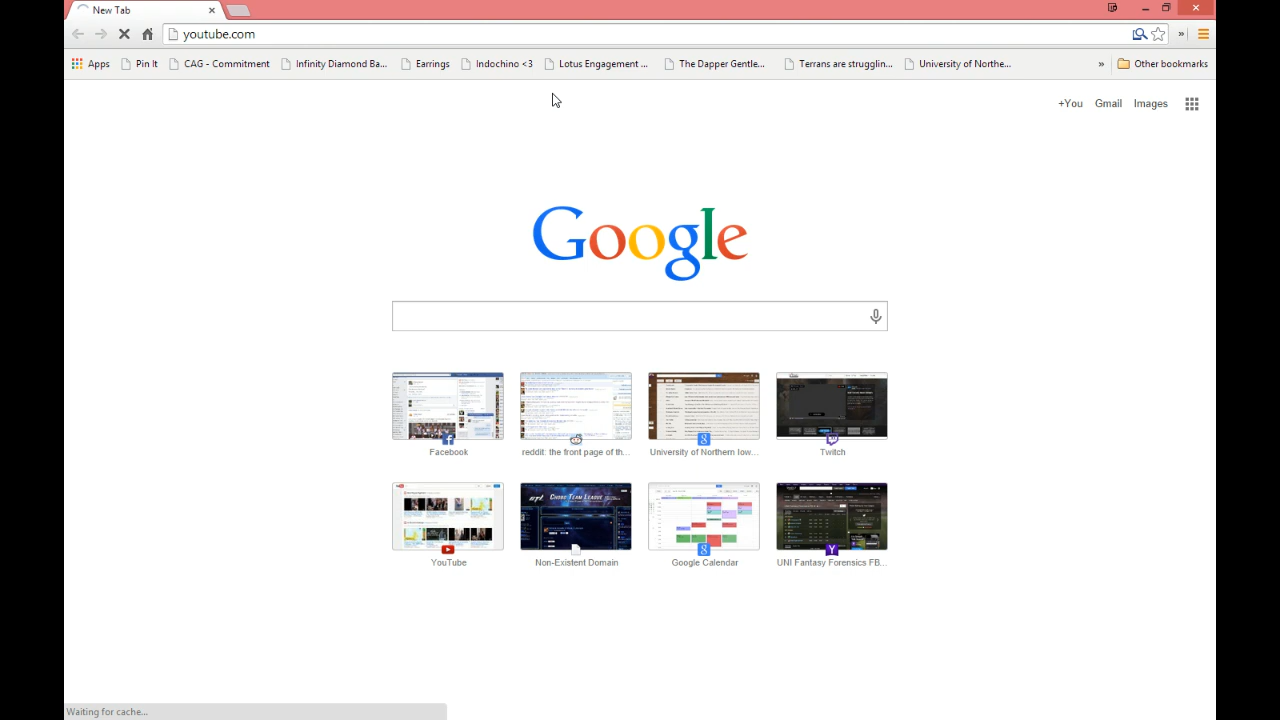 New Tab
youtube.com
Apps Pin It CAG - Commitment Infinity Diamond Ba... Earrings Indochino <3 Lotus Engagement ... The Dapper Gentle... Terrans are strugglin... University of Northe... » Other bookmarks
+You Gmail Images
Google
Facebook reddit: the front page of th... University of Northern Iow... Twitch
YouTube Non-Existent Domain Google Calendar UNI Fantasy Forensics FB...
Waiting for cache...